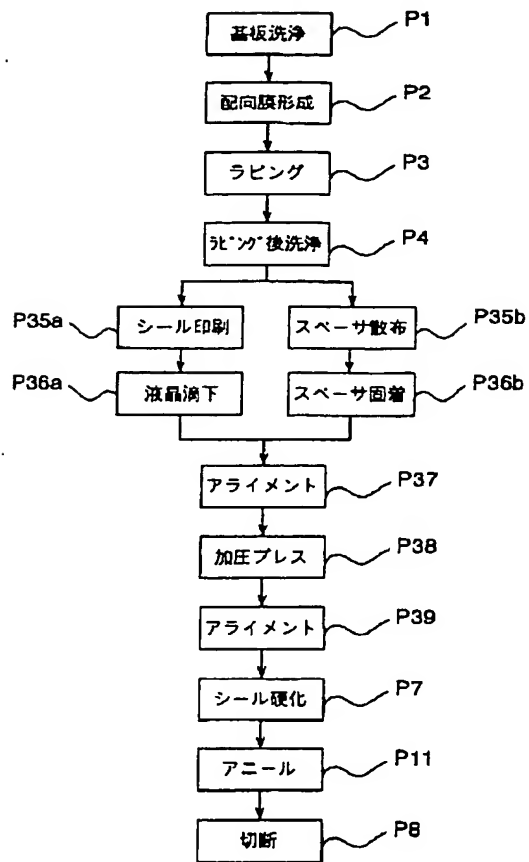 基板洗浄 P1
配向膜形成 P2
ラビング P3
ﾗﾋﾞﾝｸﾞ後洗浄 P4
P35a シール印刷 スペーサ散布 P35b
P36a 液晶滴下 スペーサ固着 P36b
アライメント P37
加圧プレス P38
アライメント P39
シール硬化 P7
アニール P11
切断 P8